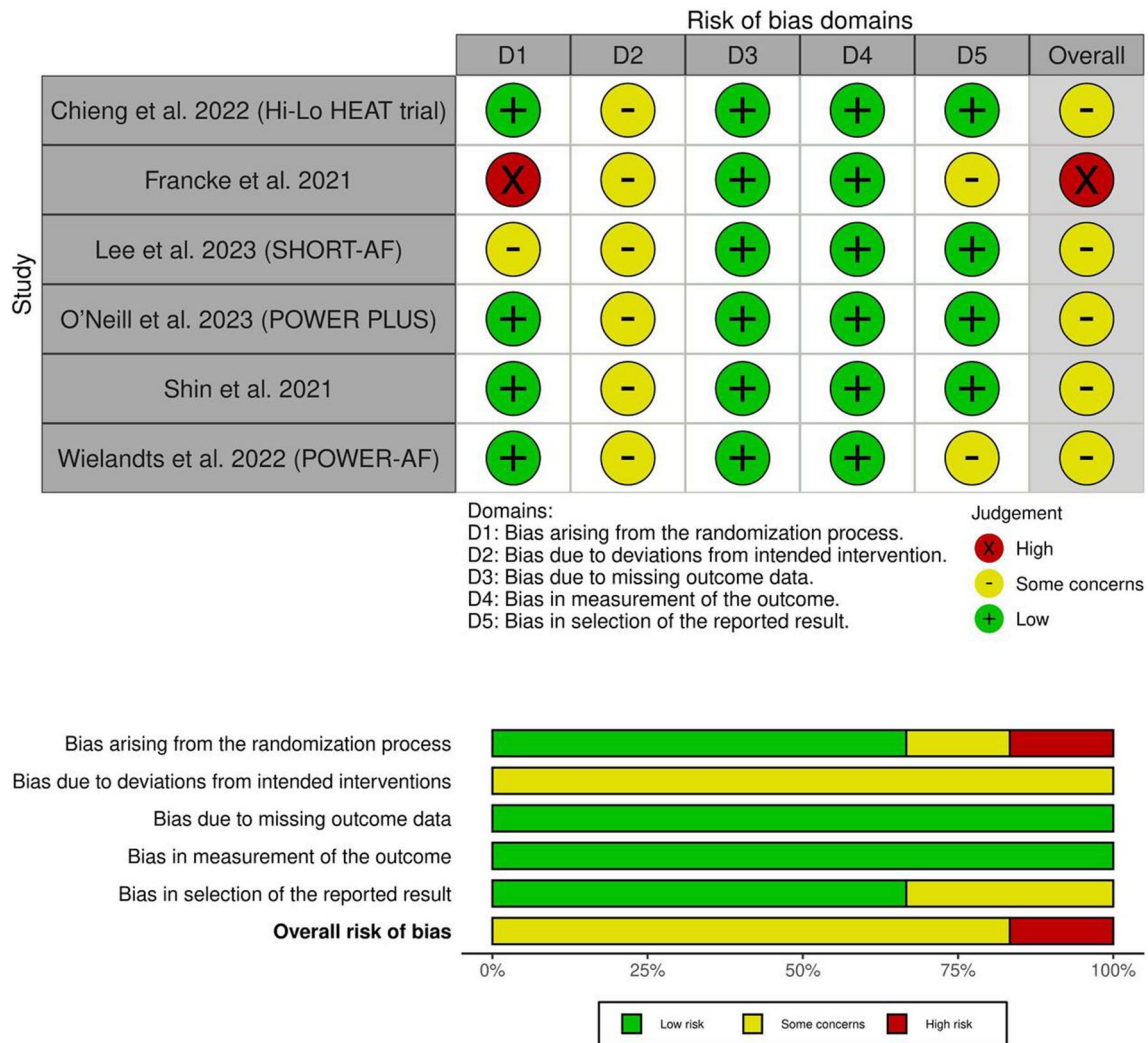 Risk of bias domains
D1 D2 D3 D4 D5 Overall
Study
Chieng et al. 2022 (Hi-Lo HEAT trial) + - + + + -
Francke et al. 2021 X - + + - X
Lee et al. 2023 (SHORT-AF) - - + + + -
O'Neill et al. 2023 (POWER PLUS) + - + + + -
Shin et al. 2021 + - + + + -
Wielandts et al. 2022 (POWER-AF) + - + + - -
Domains:
D1: Bias arising from the randomization process.
D2: Bias due to deviations from intended intervention.
D3: Bias due to missing outcome data.
D4: Bias in measurement of the outcome.
D5: Bias in selection of the reported result.
Judgement
X High
- Some concerns
+ Low
Bias arising from the randomization process
Bias due to deviations from intended interventions
Bias due to missing outcome data
Bias in measurement of the outcome
Bias in selection of the reported result
Overall risk of bias
0% 25% 50% 75% 100%
Low risk Some concerns High risk